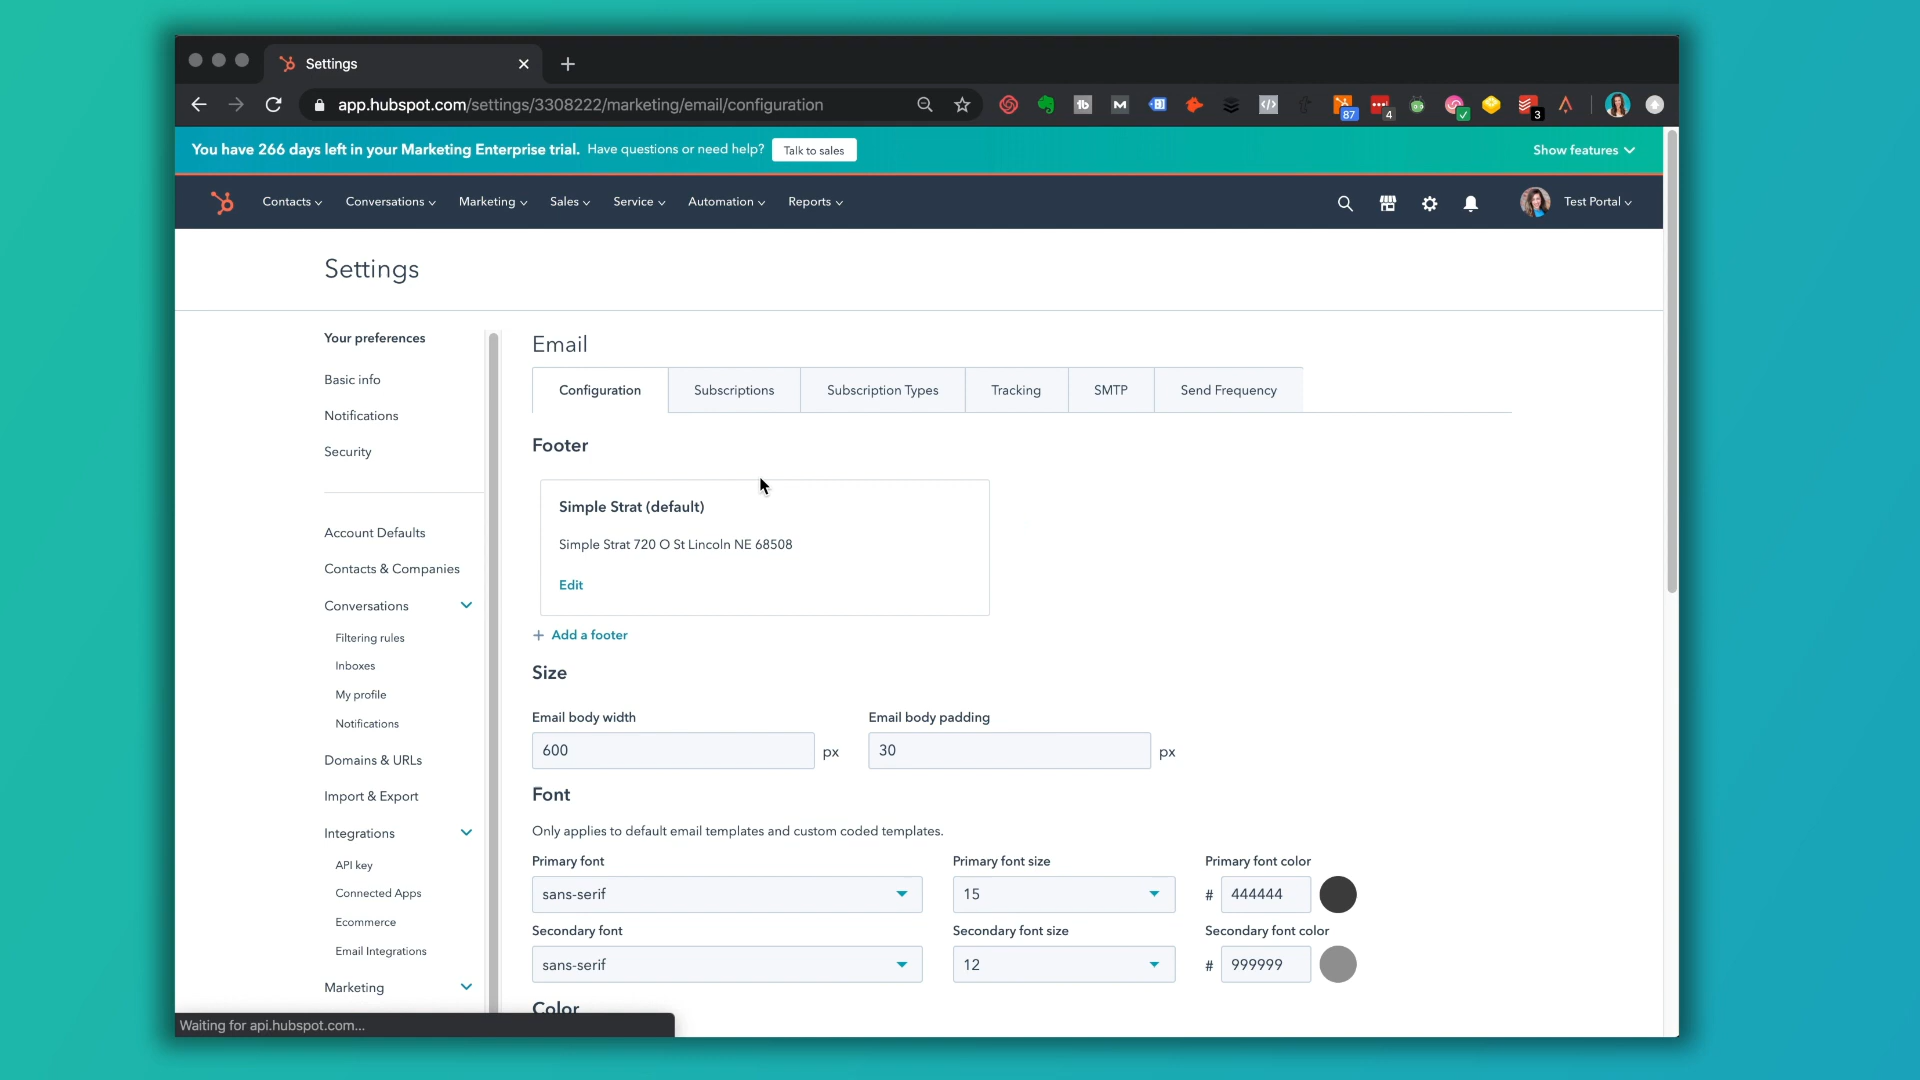 Settings
app.hubspot.com/settings/3308222/marketing/email/configuration
87
4
3
You have 266 days left in your Marketing Enterprise trial. Have questions or need help? Talk to sales Show features
Contacts Conversations Marketing Sales Service Automation Reports Test Portal
Settings
Your preferences
Basic info
Notifications
Security
Account Defaults
Contacts & Companies
Conversations
Filtering rules
Inboxes
My profile
Notifications
Domains & URLs
Import & Export
Integrations
API key
Connected Apps
Ecommerce
Email Integrations
Marketing
Email
Configuration Subscriptions Subscription Types Tracking SMTP Send Frequency
Footer
Simple Strat (default)
Simple Strat 720 O St Lincoln NE 68508
Edit
+ Add a footer
Size
Email body width Email body padding
600 px 30 px
Font
Only applies to default email templates and custom coded templates.
Primary font Primary font size Primary font color
sans-serif 15 # 444444
Secondary font Secondary font size Secondary font color
sans-serif 12 # 999999
Color
Waiting for api.hubspot.com...